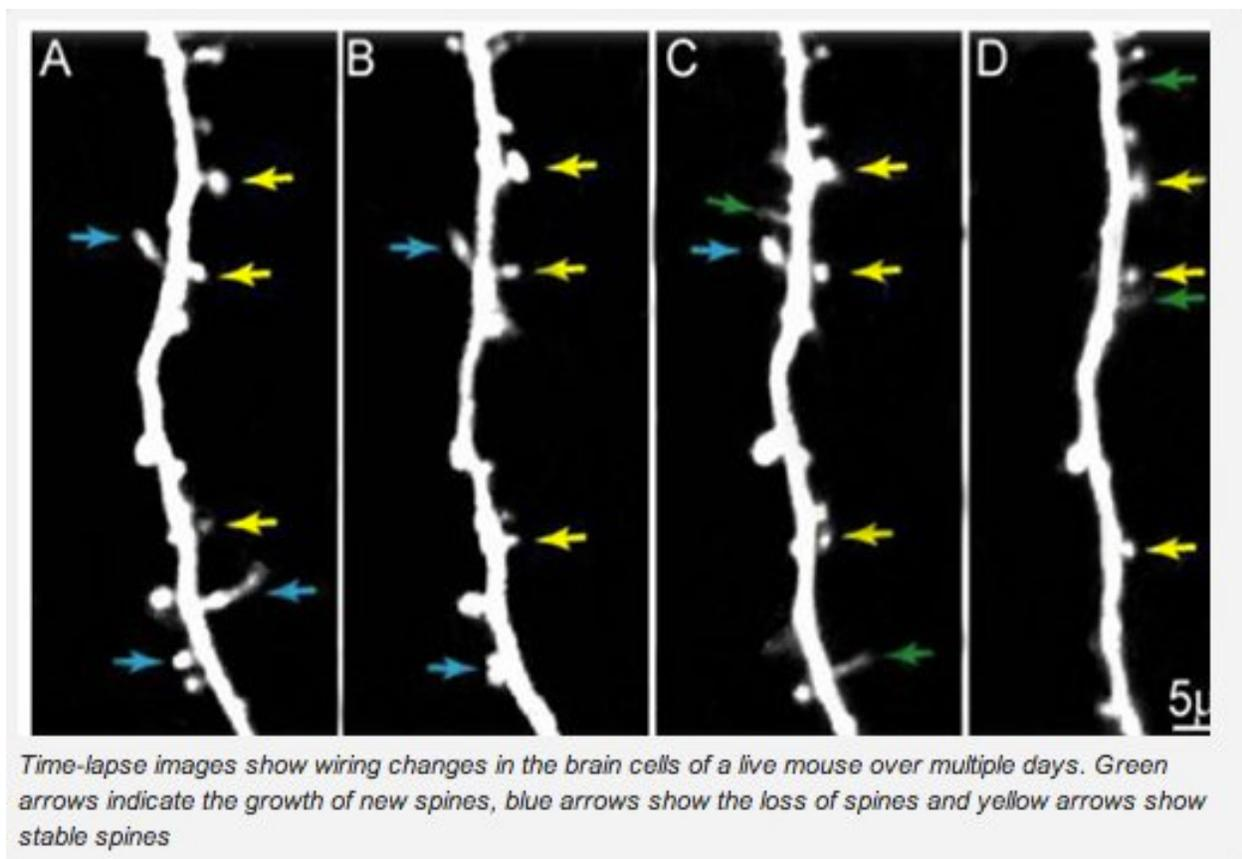 A B C D
5µ
Time-lapse images show wiring changes in the brain cells of a live mouse over multiple days. Green
arrows indicate the growth of new spines, blue arrows show the loss of spines and yellow arrows show
stable spines